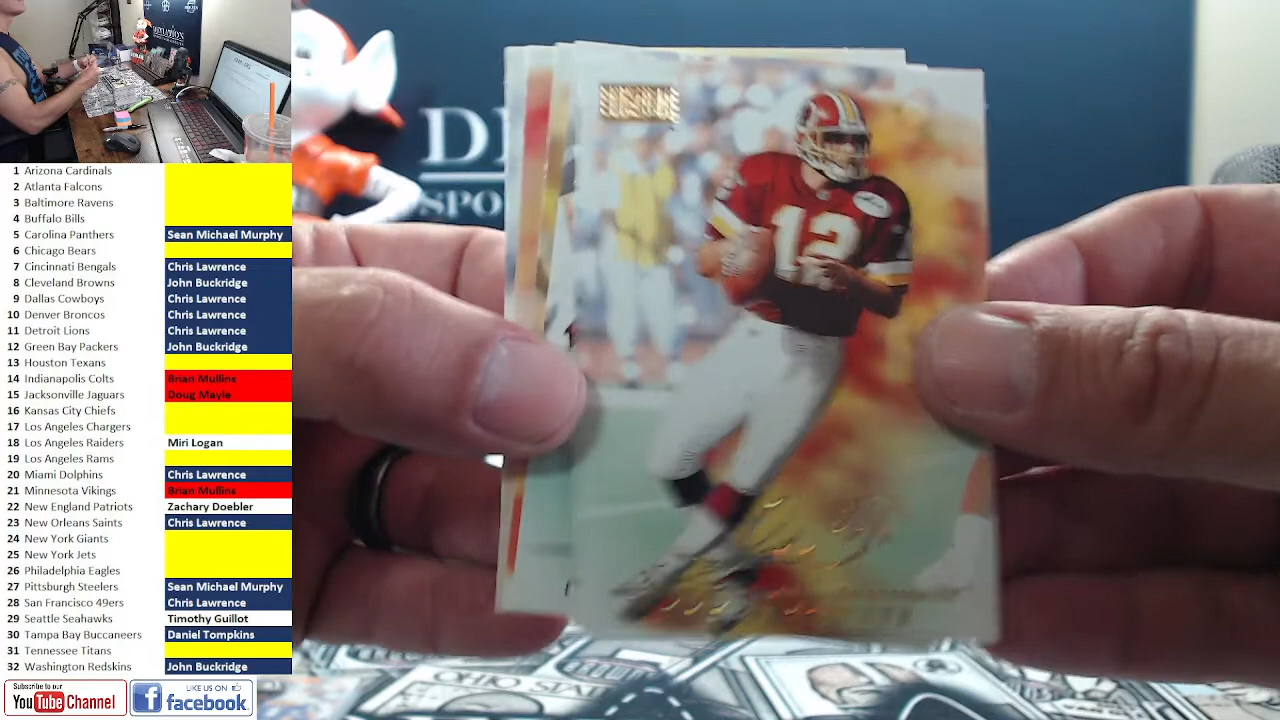 1 Arizona Cardinals
2 Atlanta Falcons
3 Baltimore Ravens
4 Buffalo Bills
5 Carolina Panthers Sean Michael Murphy
6 Chicago Bears
7 Cincinnati Bengals Chris Lawrence
8 Cleveland Browns John Buckridge
9 Dallas Cowboys Chris Lawrence
10 Denver Broncos Chris Lawrence
11 Detroit Lions Chris Lawrence
12 Green Bay Packers John Buckridge
13 Houston Texans
14 Indianapolis Colts Brian Mullins
15 Jacksonville Jaguars Doug Mayle
16 Kansas City Chiefs
17 Los Angeles Chargers
18 Los Angeles Raiders Miri Logan
19 Los Angeles Rams
20 Miami Dolphins Chris Lawrence
21 Minnesota Vikings Brian Mullins
22 New England Patriots Zachary Doebler
23 New Orleans Saints Chris Lawrence
24 New York Giants
25 New York Jets
26 Philadelphia Eagles
27 Pittsburgh Steelers Sean Michael Murphy
28 San Francisco 49ers Chris Lawrence
29 Seattle Seahawks Timothy Guillot
30 Tampa Bay Buccaneers Daniel Tompkins
31 Tennessee Titans
32 Washington Redskins John Buckridge
Subscribe to our
YouTube Channel
LIKE US ON
facebook
12
OHIO STA